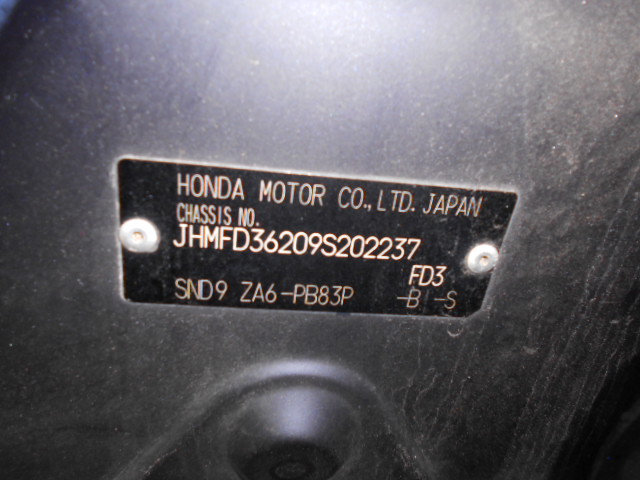 HONDA MOTOR CO.,LTD. JAPAN
CHASSIS NO.
JHMFD36209S202237
FD3
SND9 ZA6-PB83P -B -S